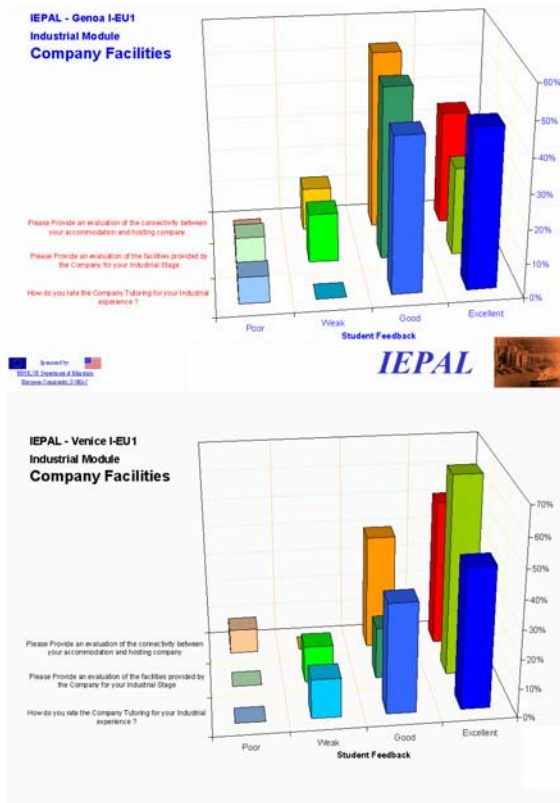 IEPAL - Genoa I-EU1
Industrial Module
Company Facilities
60%
50%
40%
30%
20%
10%
0%
Please Provide an evaluation of the connectivity between
your accommodation and hosting company
Please Provide an evaluation of the facilities provided by
the Company for your Industrial Stage
How do you rate the Company Tutoring for your Industrial
experience ?
Poor
Weak
Good
Excellent
Student Feedback
Sponsored by:
IEPAL
IEPAL - Venice I-EU1
Industrial Module
Company Facilities
70%
60%
50%
40%
30%
20%
10%
0%
Please Provide an evaluation of the connectivity between
your accommodation and hosting company
Please Provide an evaluation of the facilities provided by
the Company for your Industrial Stage
How do you rate the Company Tutoring for your Industrial
experience ?
Poor
Weak
Good
Excellent
Student Feedback